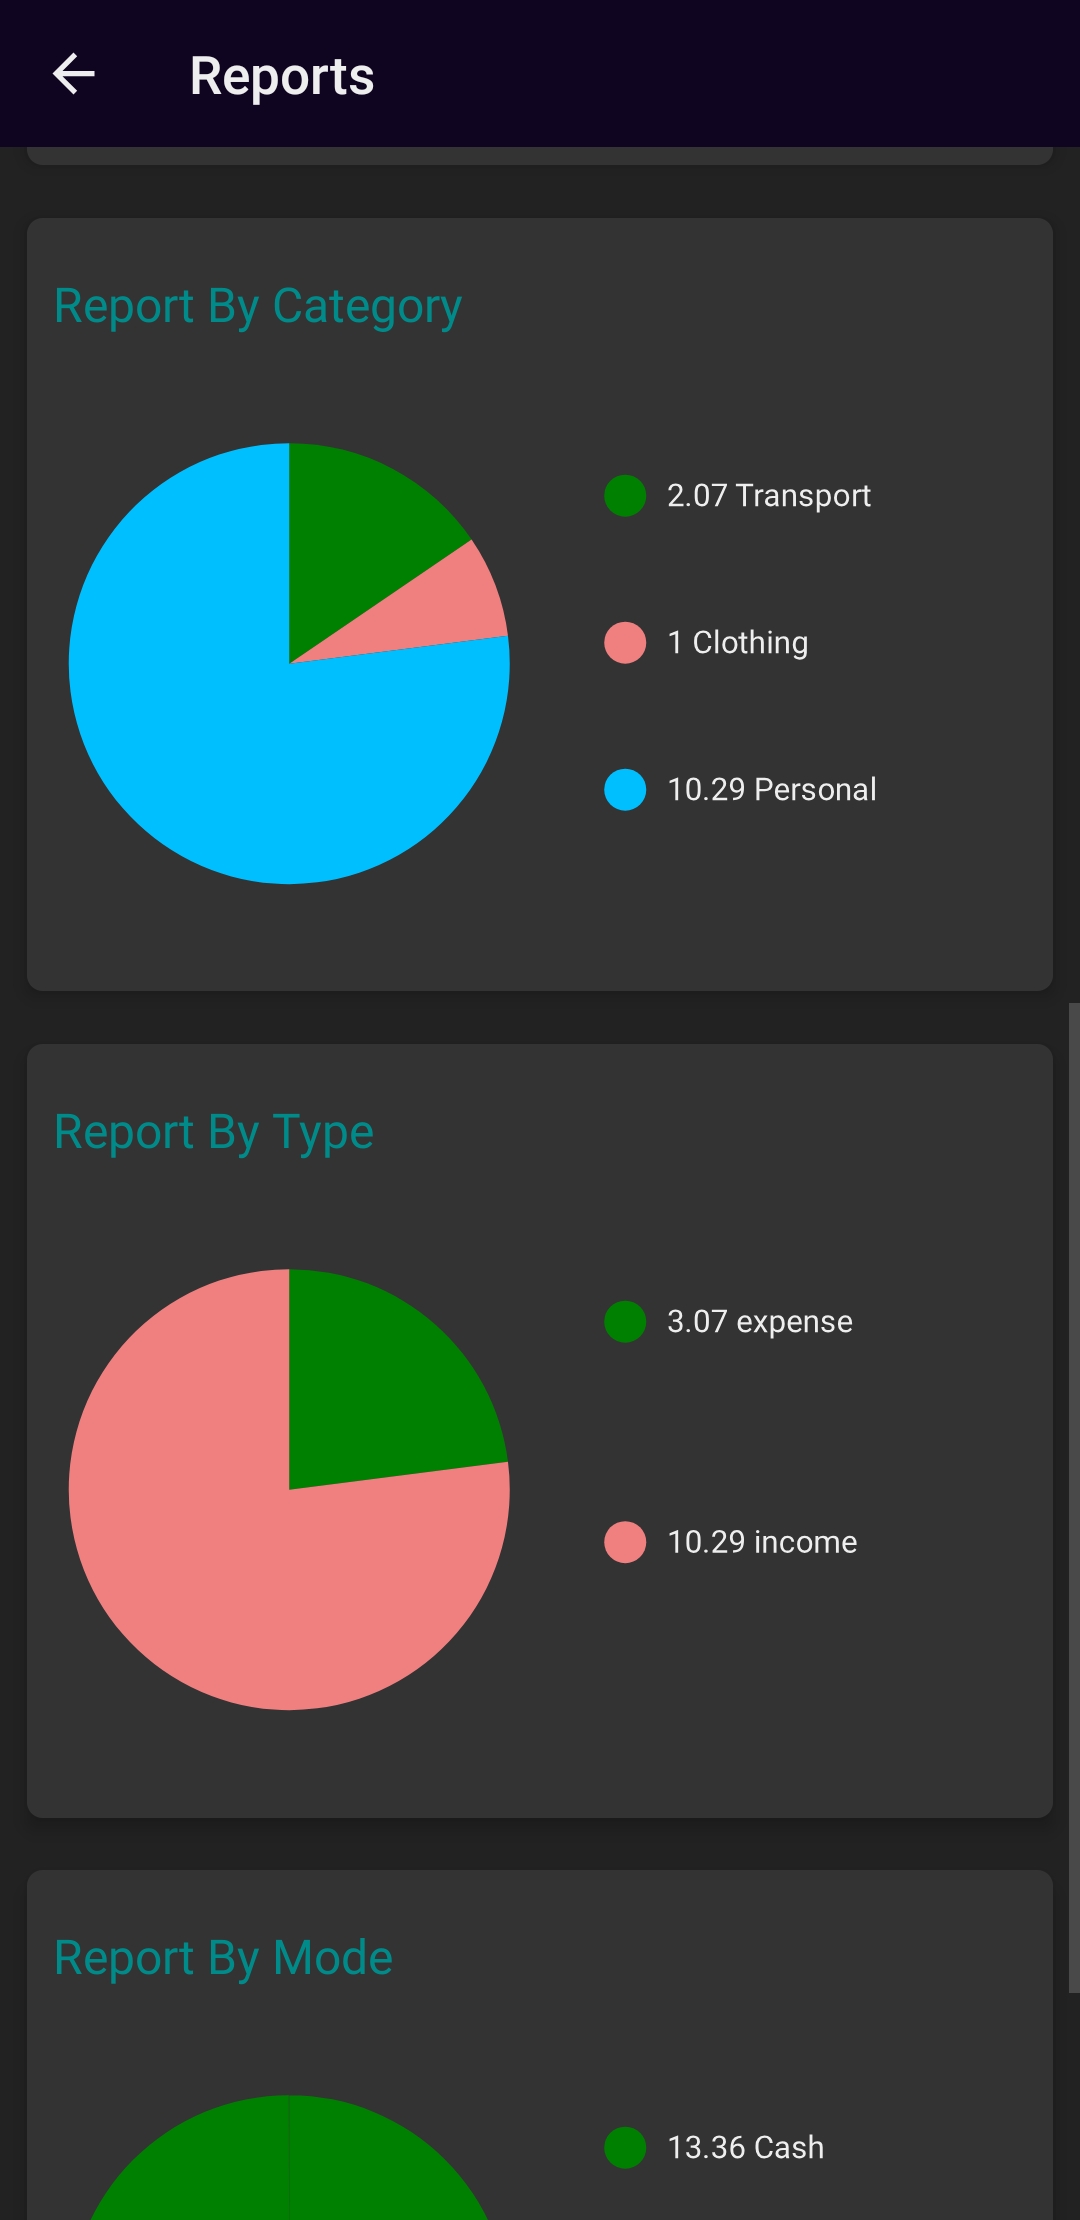 Reports
Report By Category
2.07 Transport
1 Clothing
10.29 Personal
Report By Type
3.07 expense
10.29 income
Report By Mode
13.36 Cash